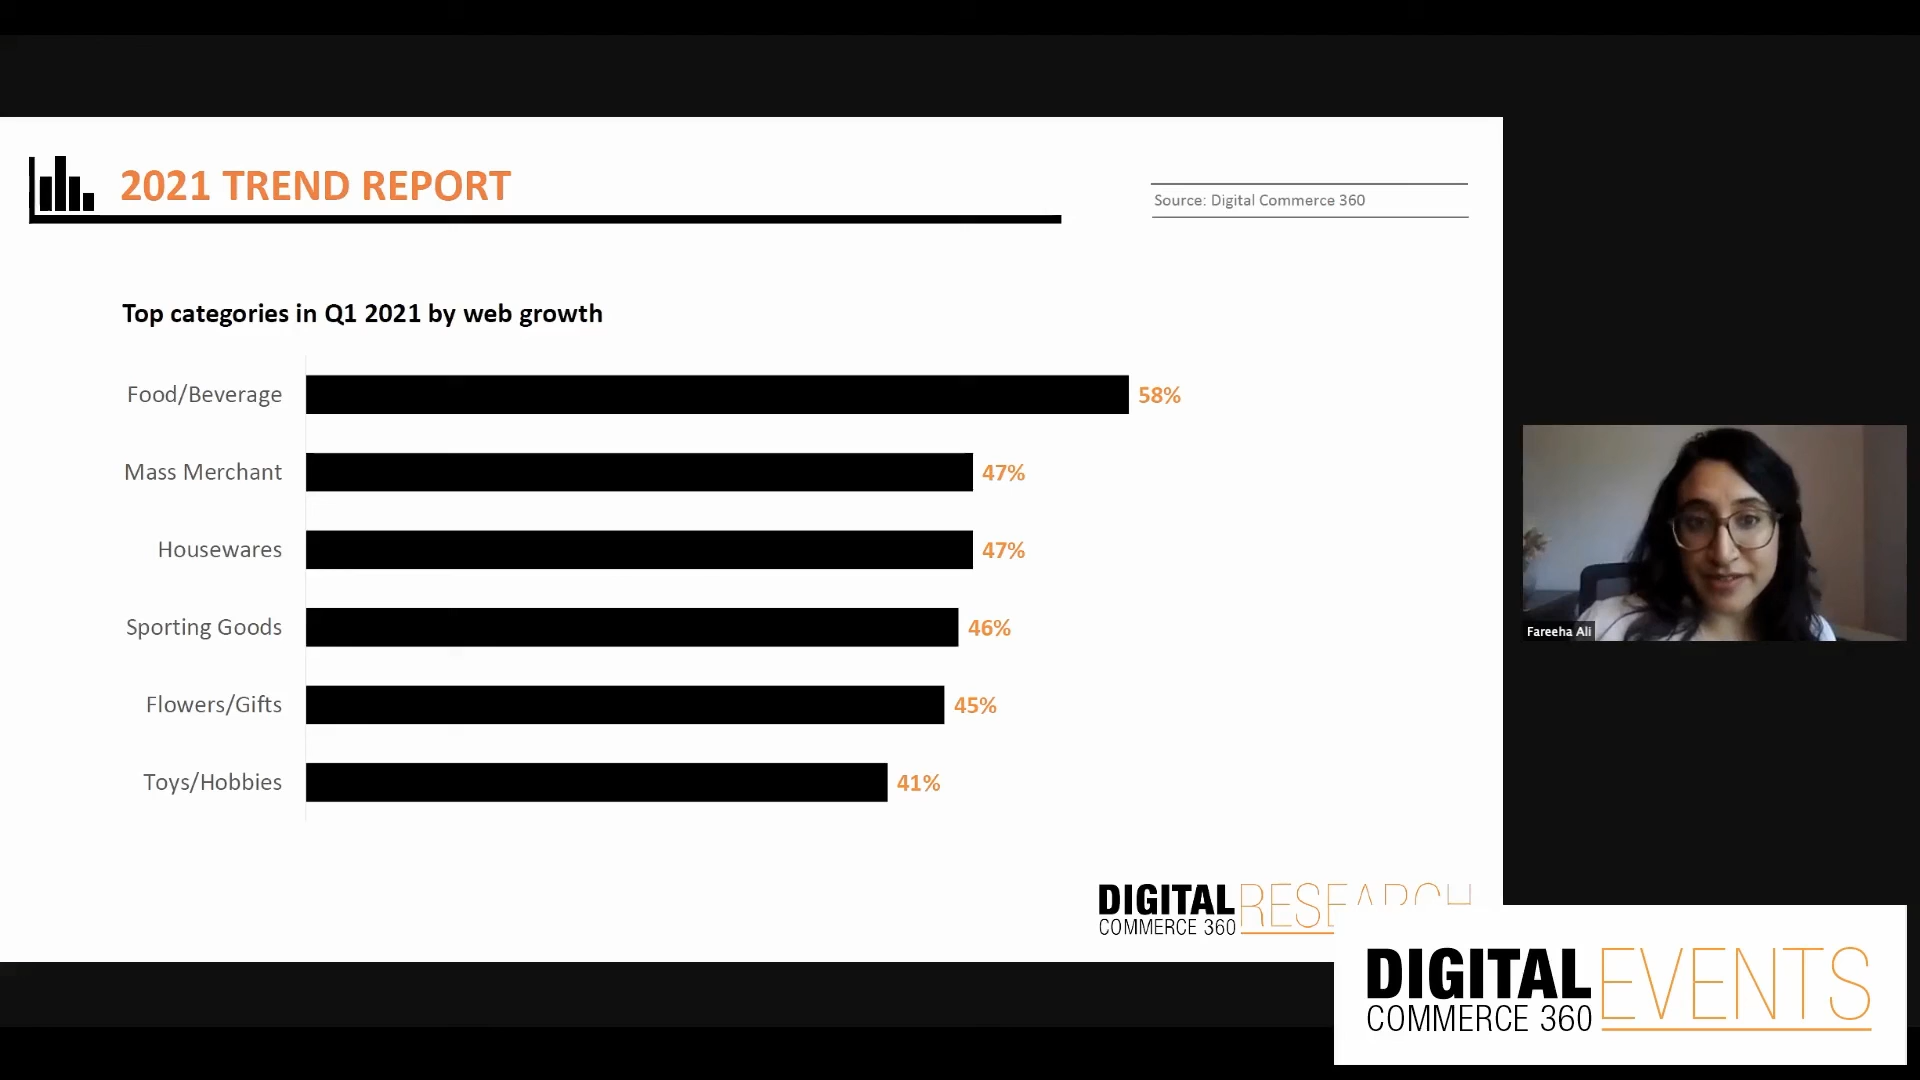 2021 TREND REPORT
Source: Digital Commerce 360
Top categories in Q1 2021 by web growth
Food/Beverage 58%
Mass Merchant 47%
Housewares 47%
Sporting Goods 46%
Flowers/Gifts 45%
Toys/Hobbies 41%
Fareeha Ali
DIGITAL RESEARCH
COMMERCE 360
DIGITAL EVENTS
COMMERCE 360